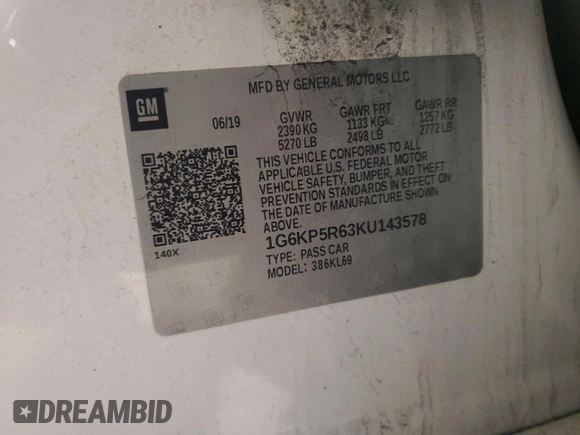 MFD BY GENERAL MOTORS LLC
GM
06/19
GVWR GAWR FRT GAWR RR
2390 KG 1133 KG 1257 KG
5270 LB 2498 LB 2772 LB
THIS VEHICLE CONFORMS TO ALL
APPLICABLE U.S. FEDERAL MOTOR
VEHICLE SAFETY, BUMPER, AND THEFT
PREVENTION STANDARDS IN EFFECT ON
THE DATE OF MANUFACTURE SHOWN
ABOVE.
1G6KP5R63KU143578
140X
TYPE: PASS CAR
MODEL: 386KL69
DREAMBID